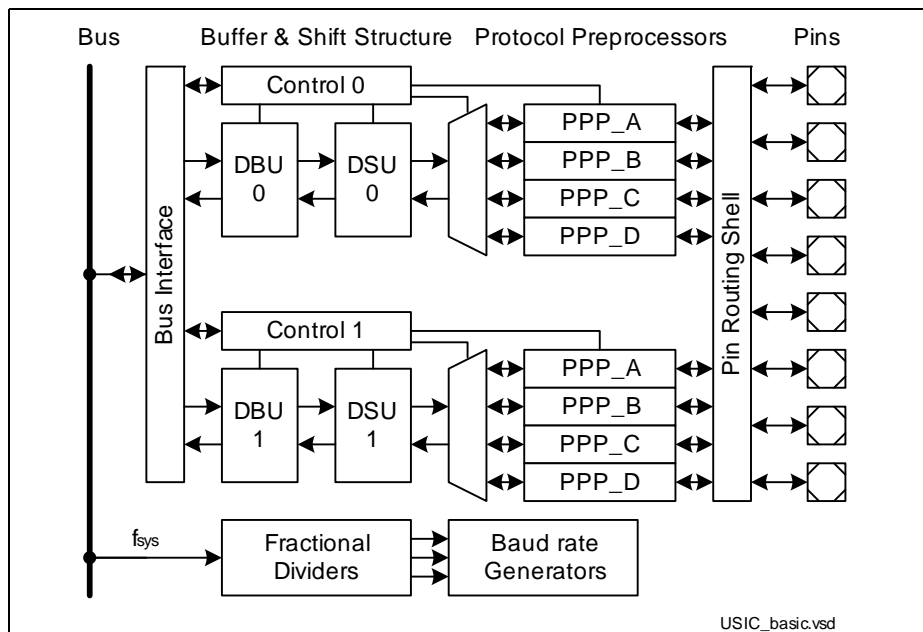 Bus
Buffer & Shift Structure
Protocol Preprocessors
Pins
Control 0
DBU
0
DSU
0
PPP_A
PPP_B
PPP_C
PPP_D
Bus Interface
Pin Routing Shell
Control 1
DBU
1
DSU
1
PPP_A
PPP_B
PPP_C
PPP_D
fsys
Fractional
Dividers
Baud rate
Generators
USIC_basic.vsd